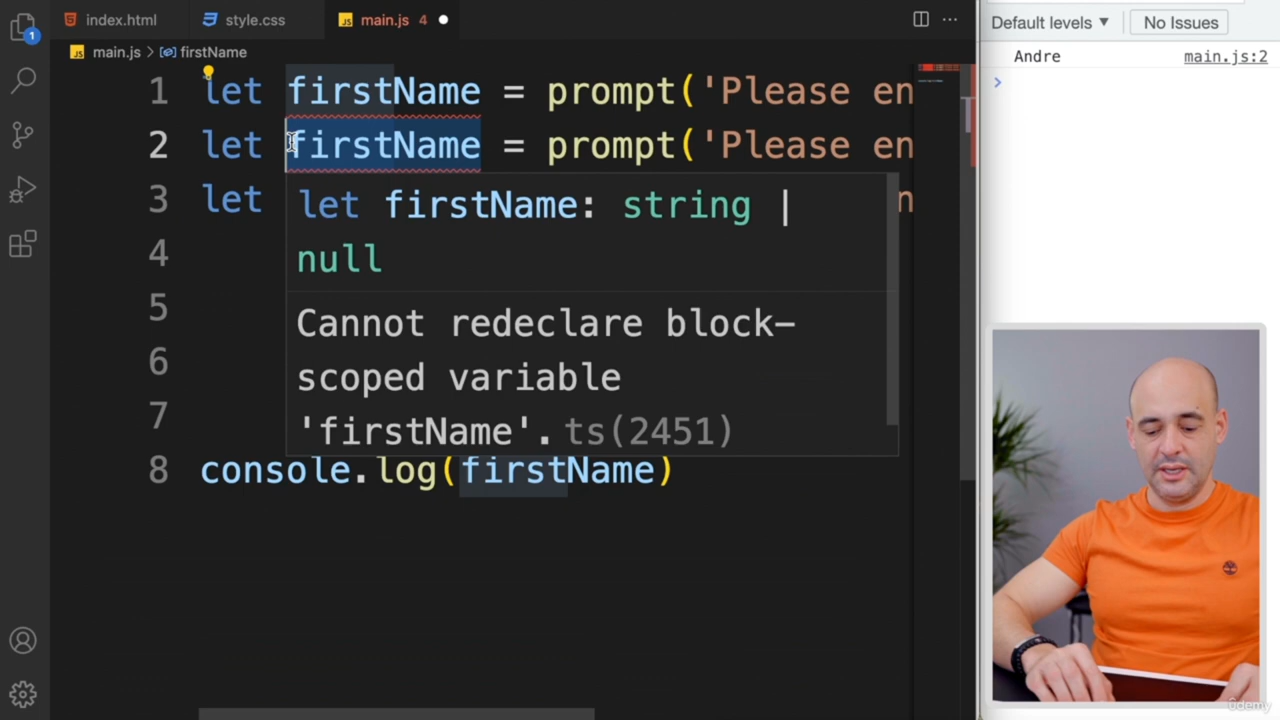 index.html
style.css
main.js 4
Default levels ▼
No Issues
main.js > firstName
Andre
main.js:2
1 let firstName = prompt('Please en
2 let firstName = prompt('Please en
3 let
let firstName: string |
null
4
5
Cannot redeclare block-
6
scoped variable
7
'firstName'. ts(2451)
8 console.log(firstName)
1
ûdemy